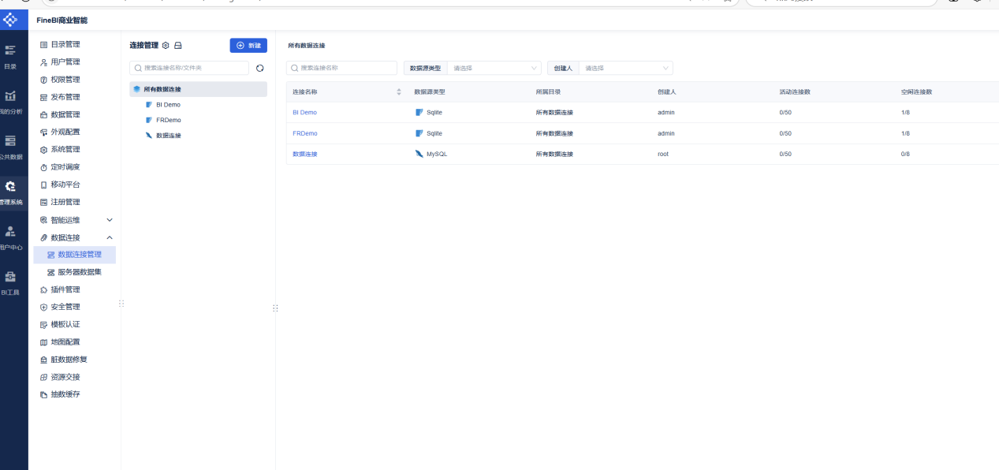 FineBI商业智能
目录
我的分析
公共数据
管理系统
用户中心
BI工具
目录管理
用户管理
权限管理
发布管理
数据管理
外观配置
系统管理
定时调度
移动平台
注册管理
智能运维
数据连接
数据连接管理
服务器数据集
插件管理
安全管理
模板认证
地图配置
脏数据修复
资源交接
抽数缓存
连接管理 新建
搜索连接名称/文件夹
所有数据连接
BI Demo
FRDemo
数据连接
所有数据连接
搜索连接名称 数据源类型 请选择 创建人 请选择
连接名称 数据源类型 所属目录 创建人 活动连接数 空闲连接数
BI Demo Sqlite 所有数据连接 admin 0/50 1/8
FRDemo Sqlite 所有数据连接 admin 0/50 1/8
数据连接 MySQL 所有数据连接 root 0/50 0/8